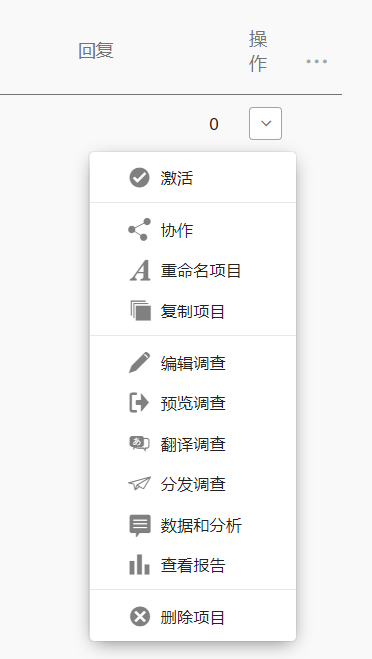 回复
操
作
...
0
激活
协作
重命名项目
复制项目
编辑调查
预览调查
翻译调查
分发调查
数据和分析
查看报告
删除项目